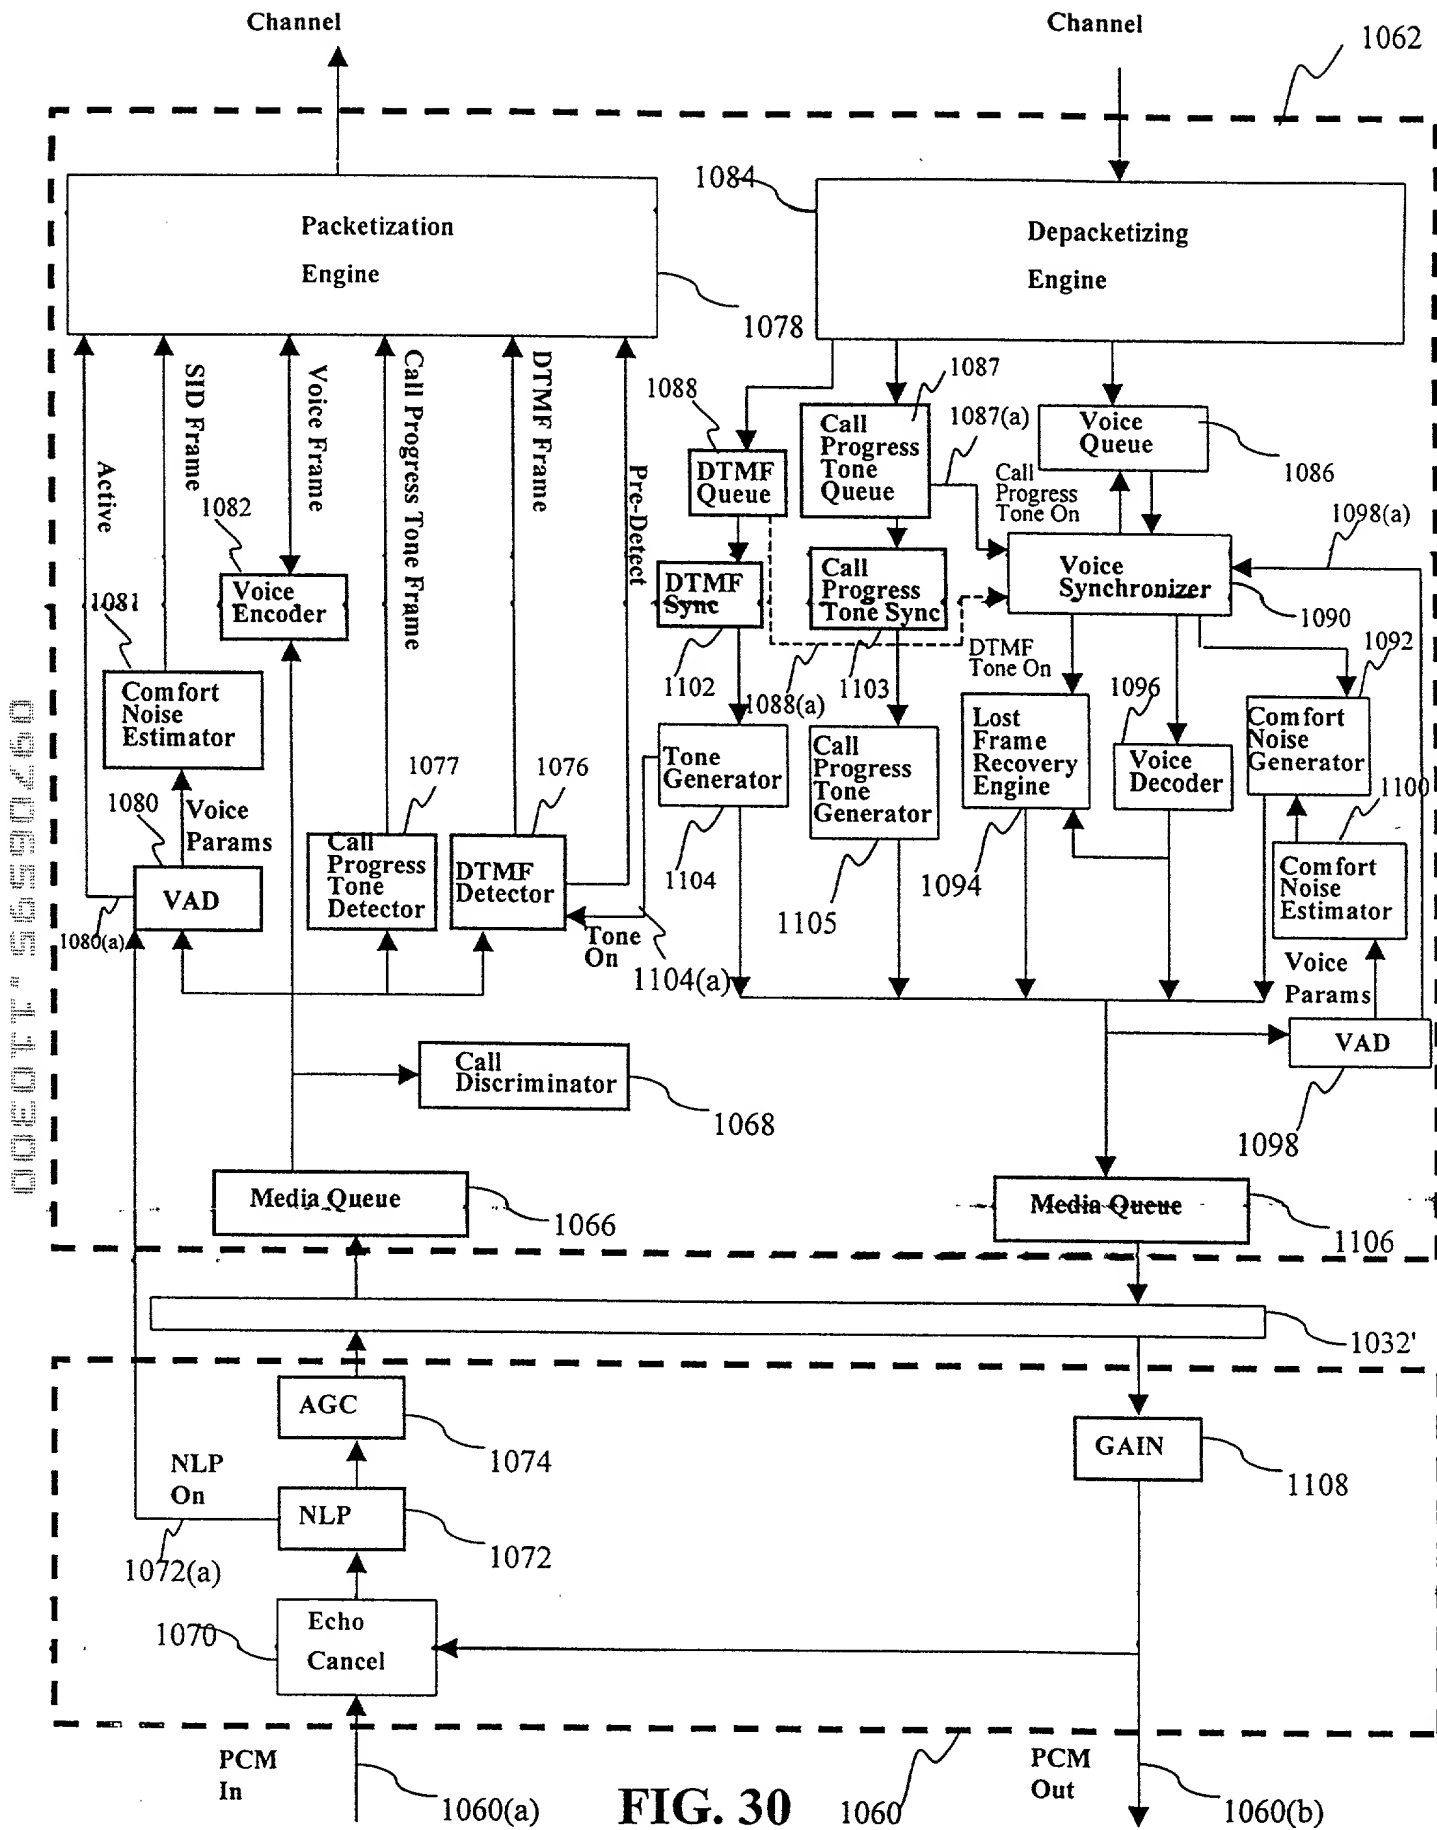 Channel
Channel
1062
1084
Packetization
Engine
Depacketizing
Engine
1078
Active
SID Frame
Voice Frame
Call Progress Tone Frame
DTMF Frame
Pre-Detect
1088
1087
1087(a)
DTMF
Queue
Call
Progress
Tone
Queue
Voice
Queue
1086
Call
Progress
Tone On
1098(a)
1082
Voice
Encoder
DTMF
Sync
Call
Progress
Tone Sync
Voice
Synchronizer
1090
1081
1102
1088(a)
1103
DTMF
Tone On
1092
1096
Comfort
Noise
Estimator
Tone
Generator
Call
Progress
Tone
Generator
Lost
Frame
Recovery
Engine
Voice
Decoder
Comfort
Noise
Generator
1100
1077
1076
1080
Voice
Params
Call
Progress
Tone
Detector
DTMF
Detector
1104
1105
1094
Comfort
Noise
Estimator
VAD
1080(a)
Tone
On
1104(a)
Voice
Params
VAD
1098
Call
Discriminator
1068
Media Queue
1066
Media Queue
1106
1032'
AGC
1074
GAIN
1108
NLP
On
NLP
1072
1072(a)
1070
Echo
Cancel
PCM
In
1060(a)
FIG. 30
1060
PCM
Out
1060(b)